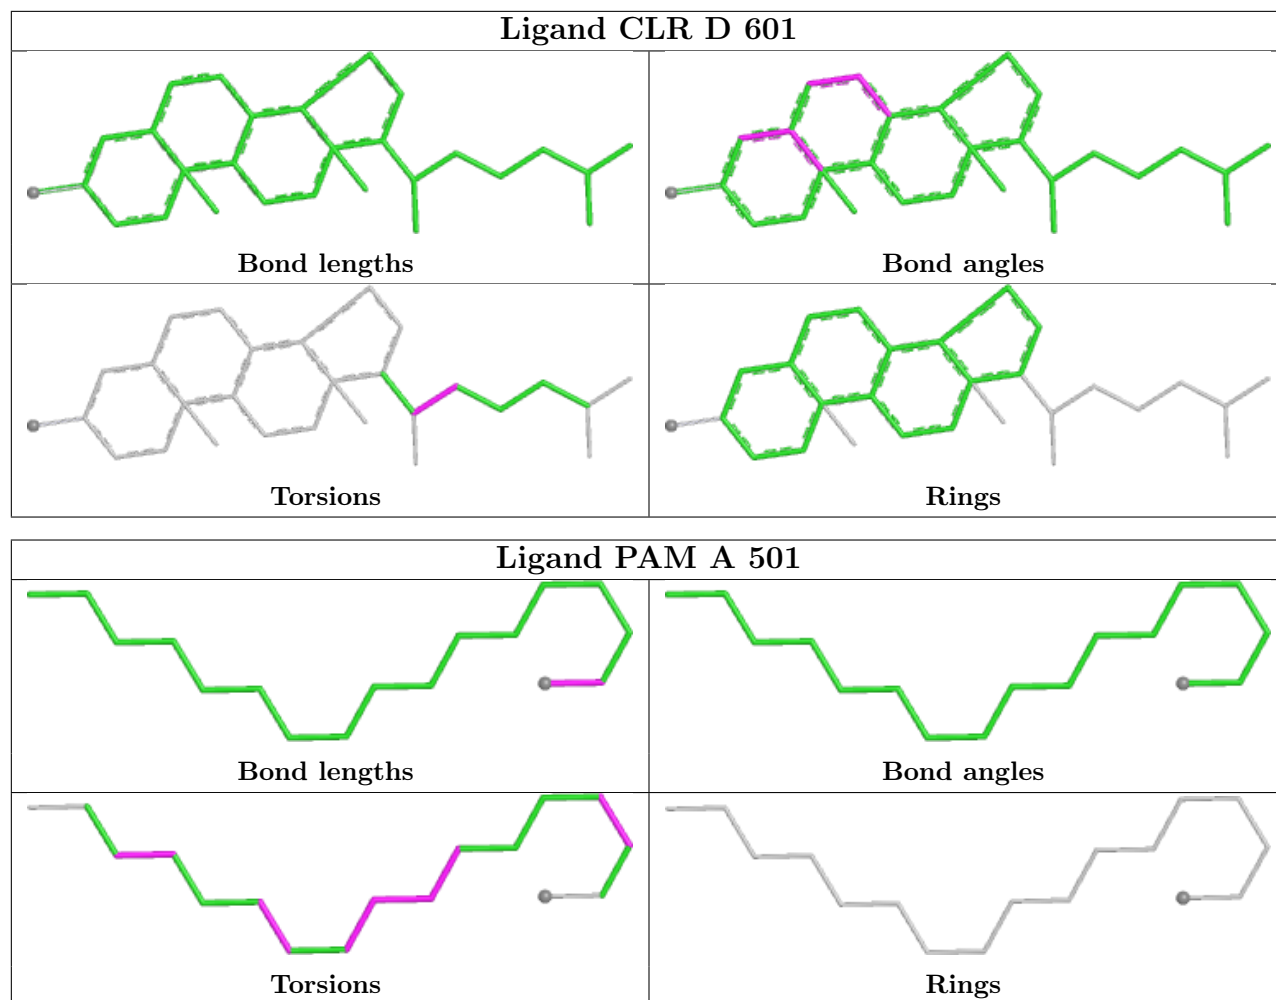 Ligand CLR D 601
Bond lengths
Bond angles
Torsions
Rings
Ligand PAM A 501
Bond lengths
Bond angles
Torsions
Rings